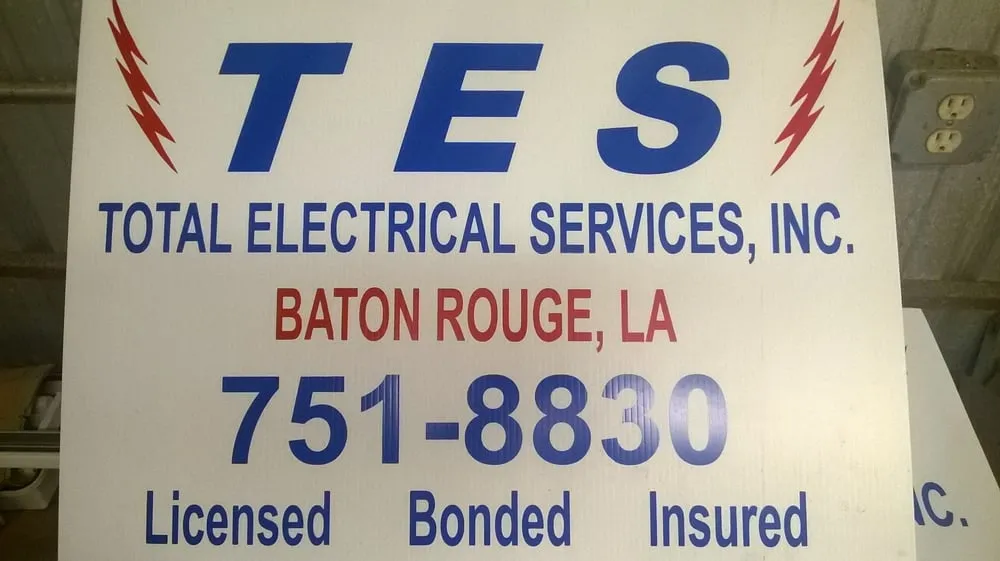 TES
TOTAL ELECTRICAL SERVICES, INC.
BATON ROUGE, LA
751-8830
Licensed Bonded Insured
C.